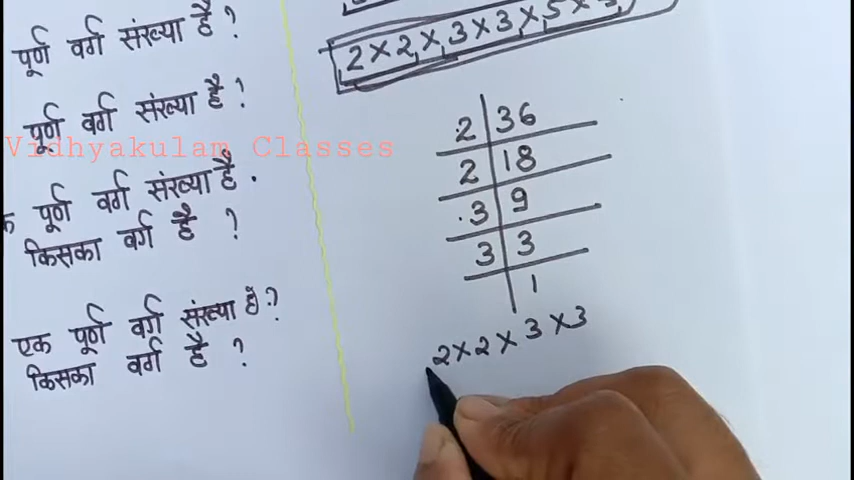 पूर्ण वर्ग संख्या है ?
पूर्ण वर्ग संख्या है ?
Vidhyakulam Classes
पूर्ण वर्ग संख्या है .
किसका वर्ग है ?
एक पूर्ण वर्ग संख्या है ?
किसका वर्ग है ?
2×2×3×3×5×5
2 36
2 18
3 9
3 3
1
2×2×3×3